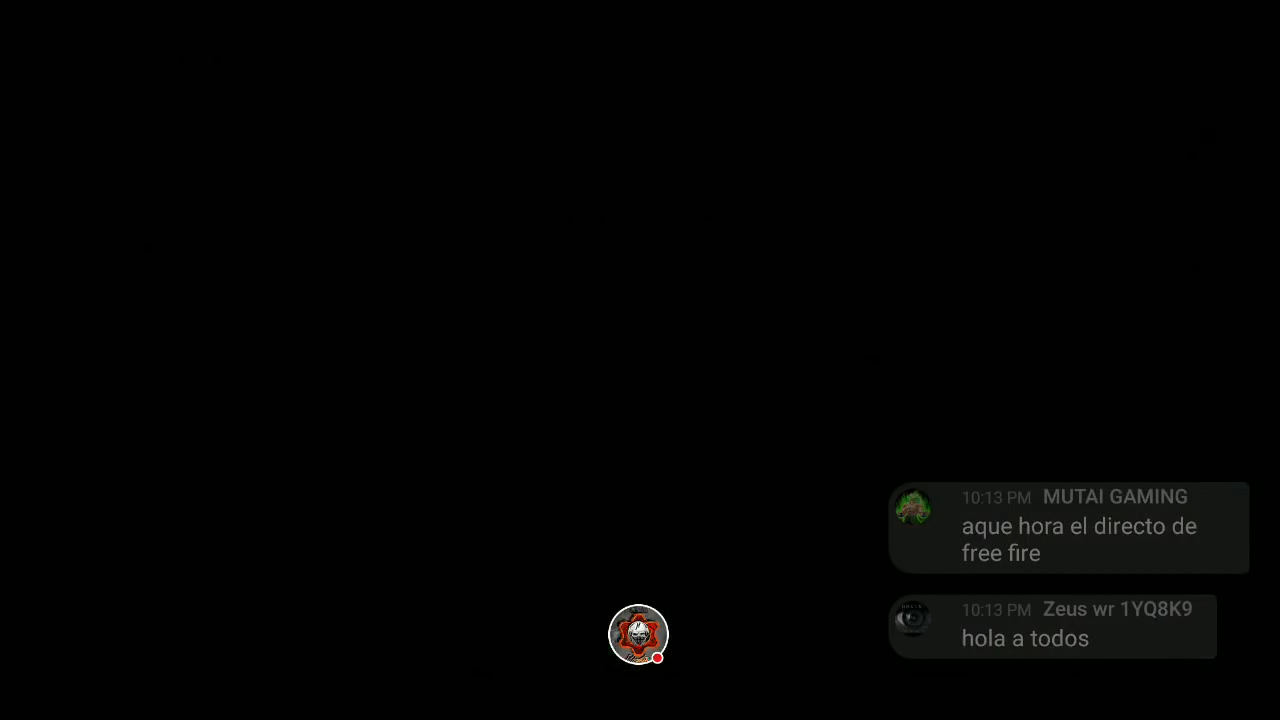 10:13 PM MUTAI GAMING
aque hora el directo de
free fire
10:13 PM Zeus wr 1YQ8K9
hola a todos